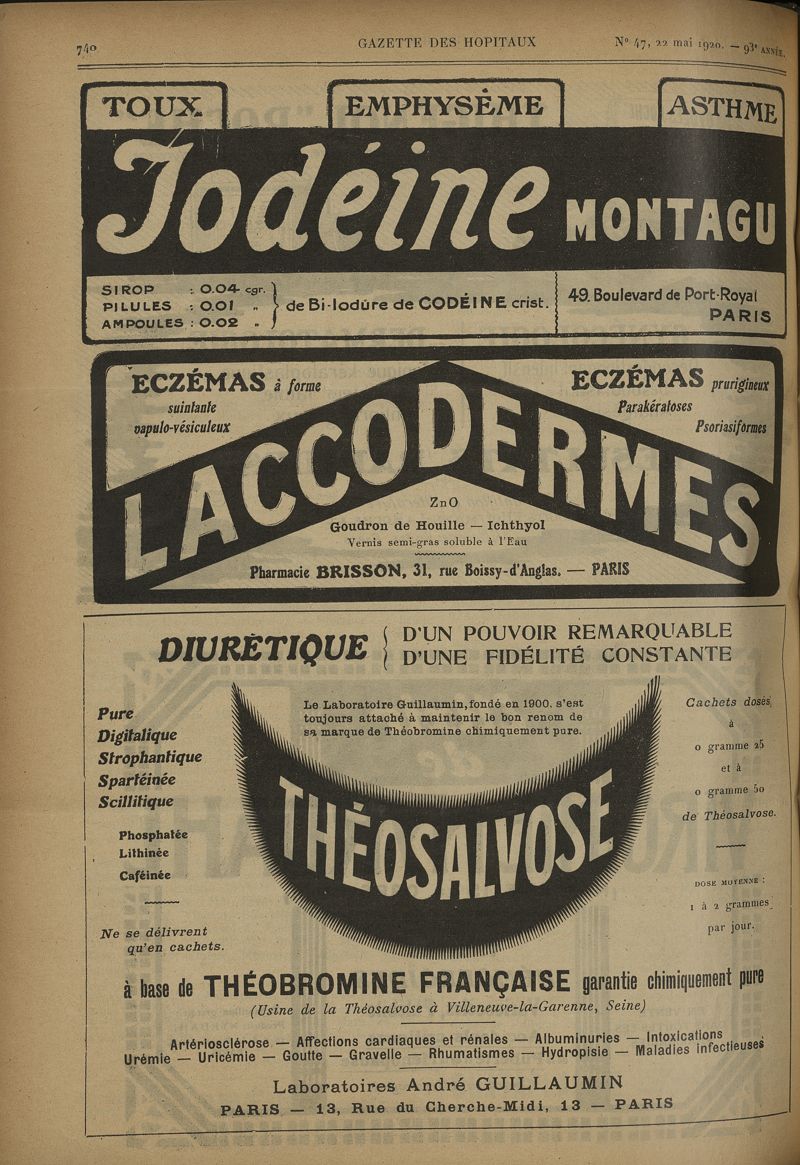 740
GAZETTE DES HOPITAUX
N° 47, 22 mai 1920. — 93e ANNÉE.
TOUX
EMPHYSÈME
ASTHME
Iodéine MONTAGU
SIROP : 0.04 cgr.
PILULES : 0.01 „
AMPOULES : 0.02 „
de Bi-Iodure de CODÉINE crist.
49. Boulevard de Port-Royal
PARIS
ECZÉMAS à forme
suintante
vapulo-vésiculeux
ECZÉMAS prurigineux
Parakératoses
Psoriasiformes
LACCODERMES
ZnO
Goudron de Houille — Ichthyol
Vernis semi-gras soluble à l'Eau
Pharmacie BRISSON, 31, rue Boissy-d'Anglas. — PARIS
DIURÉTIQUE
D'UN POUVOIR REMARQUABLE
D'UNE FIDÉLITÉ CONSTANTE
Le Laboratoire Guillaumin, fondé en 1900. s'est
toujours attaché à maintenir le bon renom de
sa marque de Théobromine chimiquement pure.
Pure
Digitalique
Strophantique
Spartéinée
Scillitique
Phosphatée
Lithinée
Caféinée
Ne se délivrent
qu'en cachets.
THÉOSALVOSE
Cachets dosés
à
0 gramme 25
et à
0 gramme 50
de Théosalvose.
DOSE MOYENNE :
1 à 2 grammes
par jour.
à base de THÉOBROMINE FRANÇAISE garantie chimiquement pure
(Usine de la Théosalvose à Villeneuve-la-Garenne, Seine)
Artériosclérose — Affections cardiaques et rénales — Albuminuries — Intoxications
Urémie — Uricémie — Goutte — Gravelle — Rhumatismes — Hydropisie — Maladies infectieuses
Laboratoires André GUILLAUMIN
PARIS — 13, Rue du Cherche-Midi, 13 — PARIS